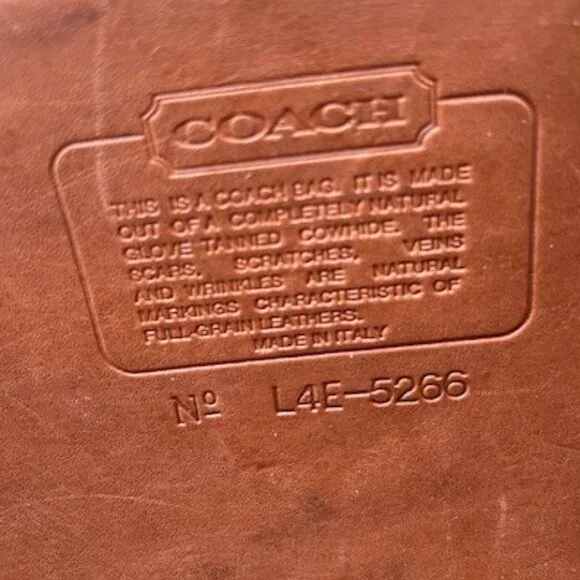 COACH
THIS IS A COACH BAG. IT IS MADE
OUT OF A COMPLETELY NATURAL
GLOVE TANNED COWHIDE. THE
SCARS, SCRATCHES, VEINS
AND WRINKLES ARE NATURAL
MARKINGS CHARACTERISTIC OF
FULL-GRAIN LEATHERS.
MADE IN ITALY
Nº L4E-5266